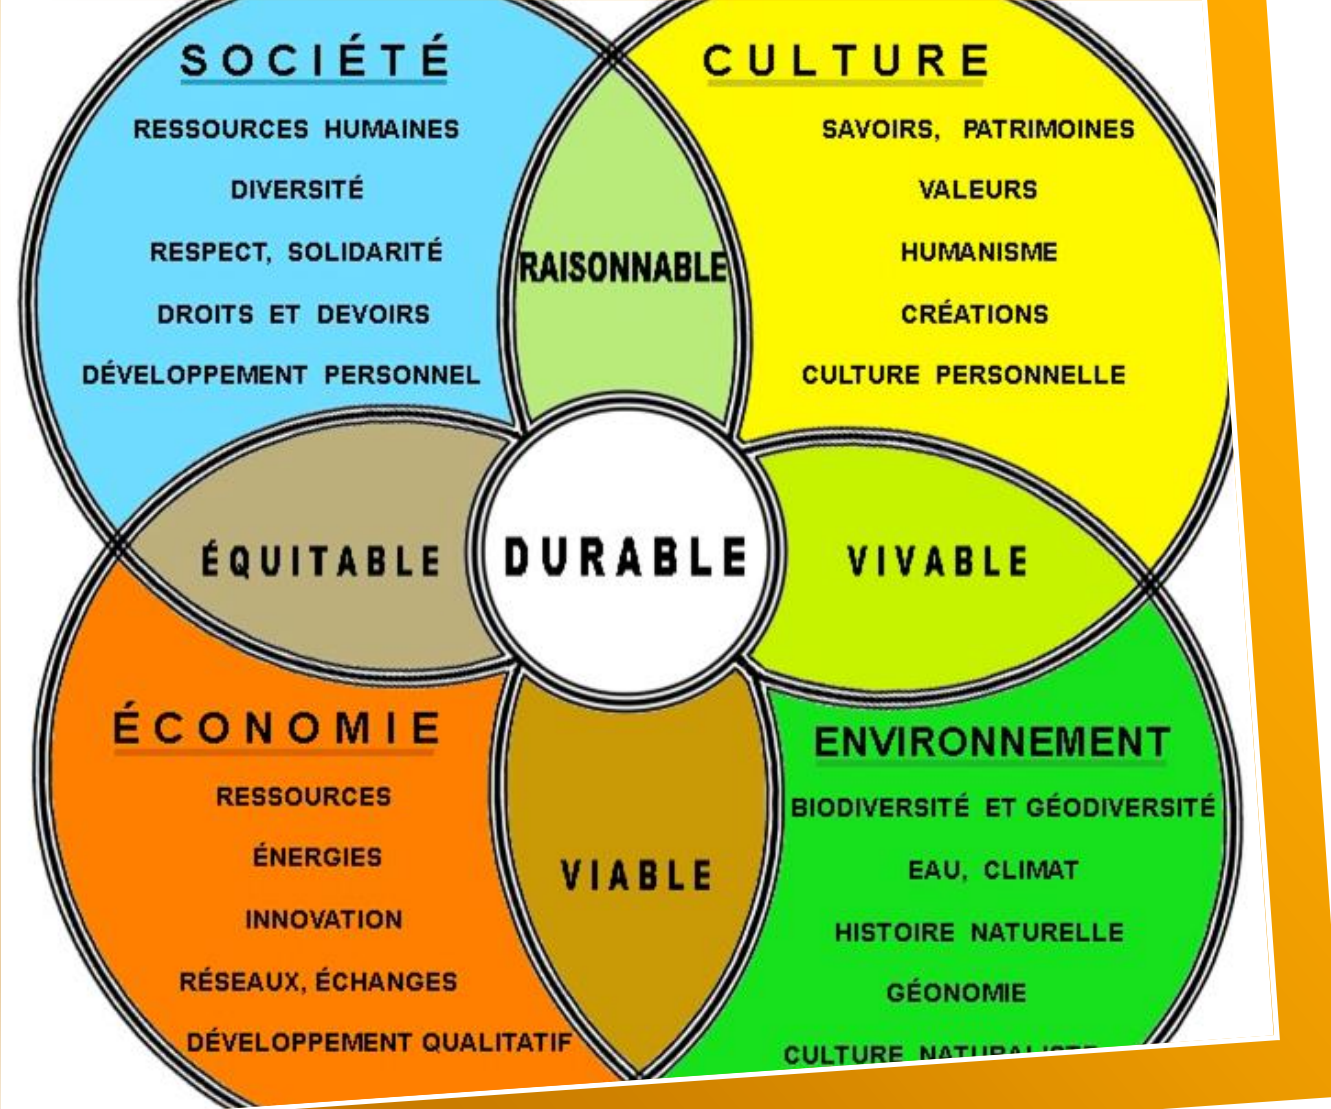 SOCIÉTÉ
RESSOURCES HUMAINES
DIVERSITÉ
RESPECT, SOLIDARITÉ
DROITS ET DEVOIRS
DÉVELOPPEMENT PERSONNEL
CULTURE
SAVOIRS, PATRIMOINES
VALEURS
HUMANISME
CRÉATIONS
CULTURE PERSONNELLE
RAISONNABLE
ÉQUITABLE
DURABLE
VIVABLE
ÉCONOMIE
RESSOURCES
ÉNERGIES
INNOVATION
RÉSEAUX, ÉCHANGES
DÉVELOPPEMENT QUALITATIF
VIABLE
ENVIRONNEMENT
BIODIVERSITÉ ET GÉODIVERSITÉ
EAU, CLIMAT
HISTOIRE NATURELLE
GÉONOMIE
CULTURE NATURALISTE